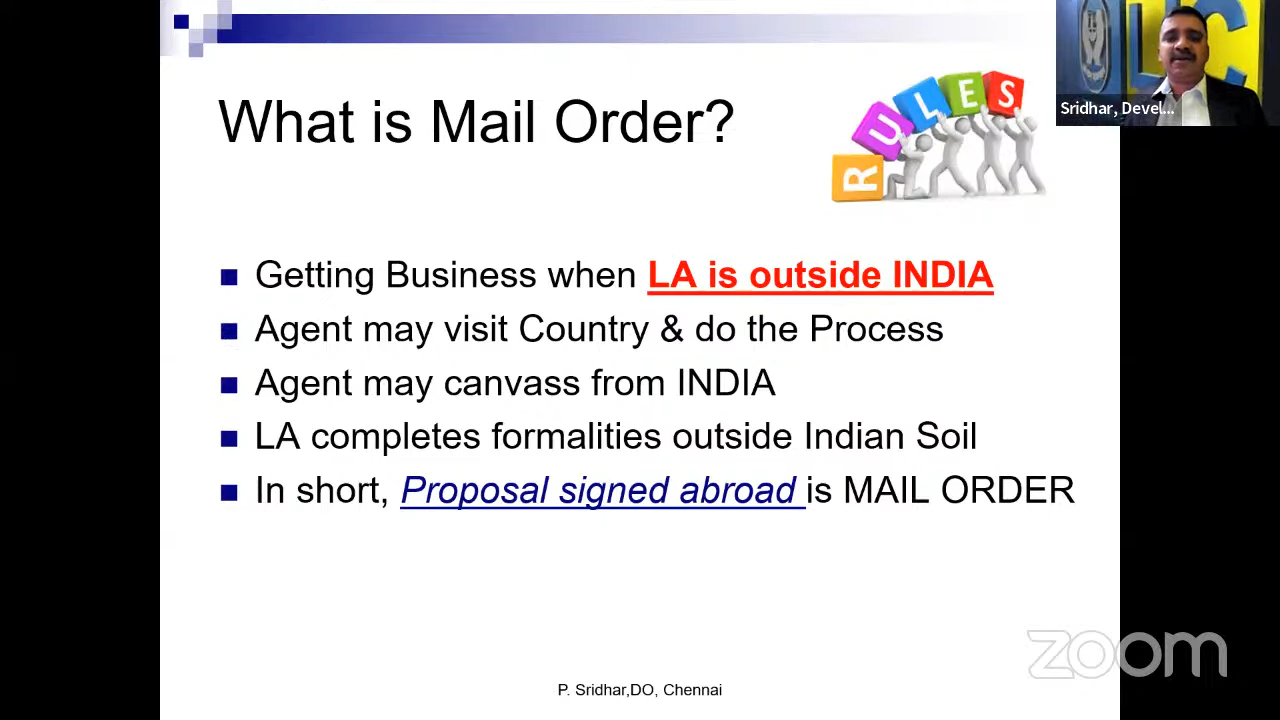 What is Mail Order?
RULES
LIC
Sridhar, Devel...
Getting Business when LA is outside INDIA
Agent may visit Country & do the Process
Agent may canvass from INDIA
LA completes formalities outside Indian Soil
In short, Proposal signed abroad is MAIL ORDER
zoom
P. Sridhar,DO, Chennai